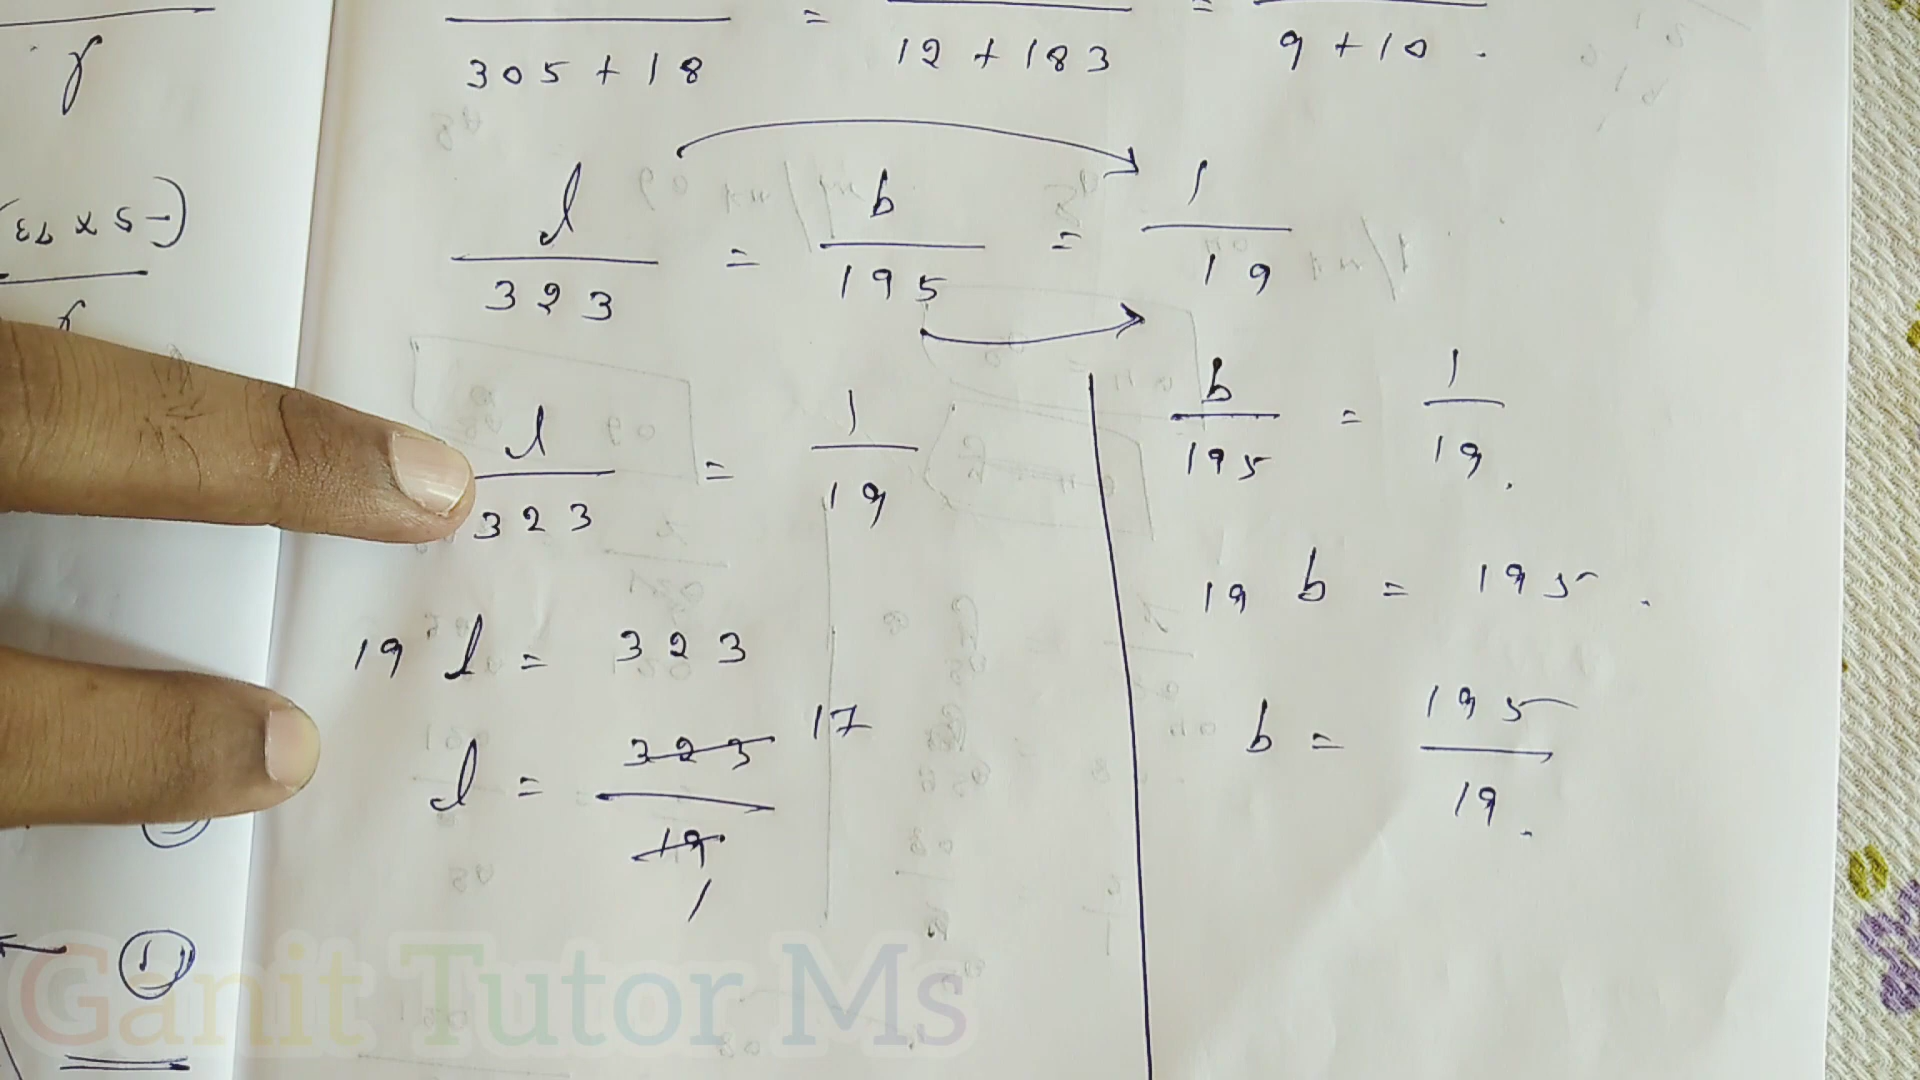 305 + 18 = 12 + 183 = 9 + 10 .
l/323 = b/195 = 1/19
l/323 = 1/19
19 l = 323
l = 323/19 17 1
b/195 = 1/19.
19 b = 195 .
b = 195/19.
Ganit Tutor Ms